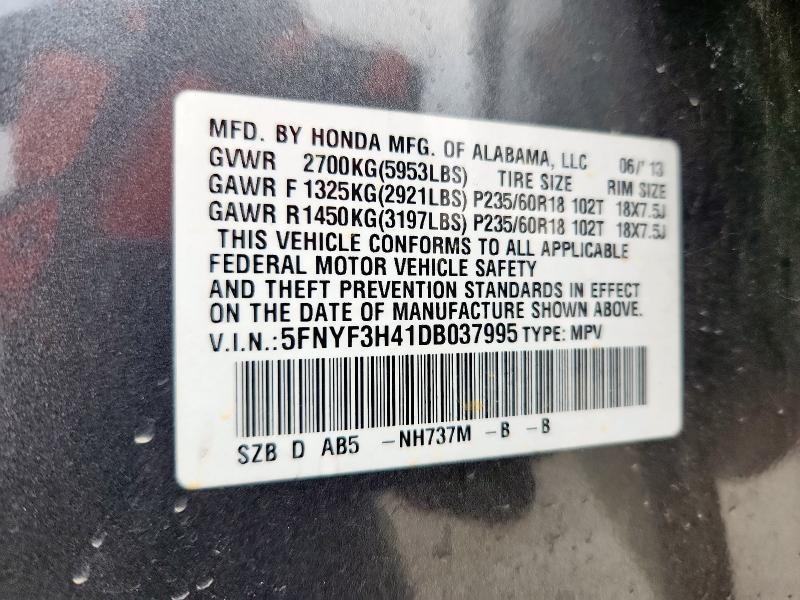 MFD. BY HONDA MFG. OF ALABAMA, LLC 06/'13
GVWR 2700KG(5953LBS) TIRE SIZE RIM SIZE
GAWR F 1325KG(2921LBS) P235/60R18 102T 18X7.5J
GAWR R 1450KG(3197LBS) P235/60R18 102T 18X7.5J
THIS VEHICLE CONFORMS TO ALL APPLICABLE
FEDERAL MOTOR VEHICLE SAFETY
AND THEFT PREVENTION STANDARDS IN EFFECT
ON THE DATE OF MANUFACTURE SHOWN ABOVE.
V.I.N.: 5FNYF3H41DB037995 TYPE: MPV
SZB D AB5 -NH737M -B -B